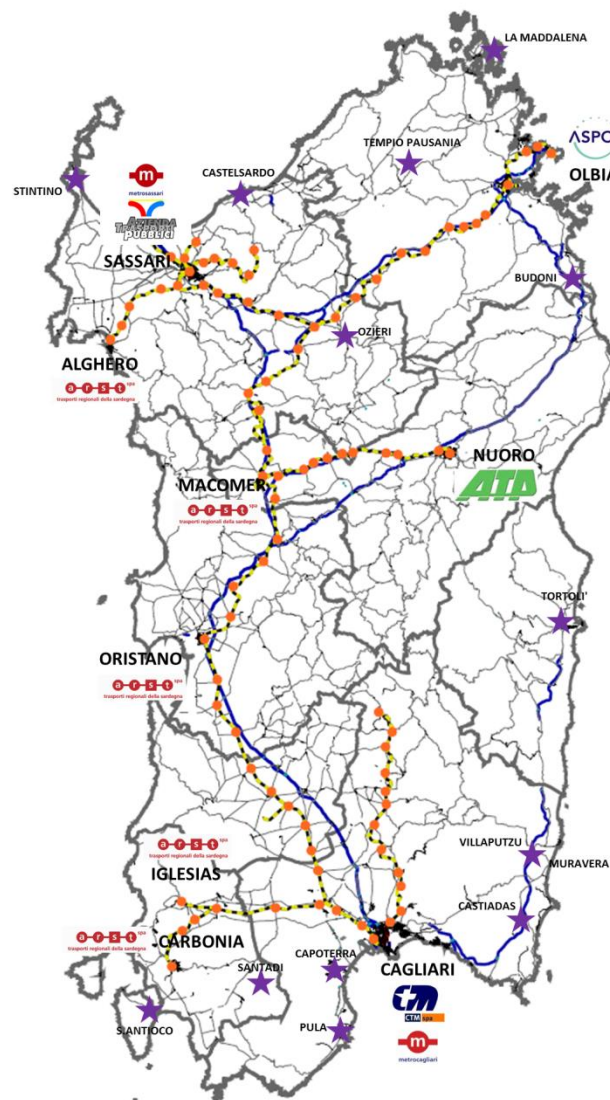 LA MADDALENA
ASPO
OLBIA
TEMPIO PAUSANIA
m
metrosassari
AZIENDA
TRASPORTI
PUBBLICI
CASTELSARDO
STINTINO
SASSARI
BUDONI
OZIERI
ALGHERO
arst spa
trasporti regionali della sardegna
NUORO
ATP
MACOMER
arst spa
trasporti regionali della sardegna
TORTOLI'
ORISTANO
arst spa
trasporti regionali della sardegna
VILLAPUTZU
MURAVERA
arst spa
trasporti regionali della sardegna
IGLESIAS
CASTIADAS
arst spa
trasporti regionali della sardegna
CARBONIA
CAPOTERRA
CAGLIARI
SANTADI
CTM spa
S.ANTIOCO
PULA
m
metrocagliari